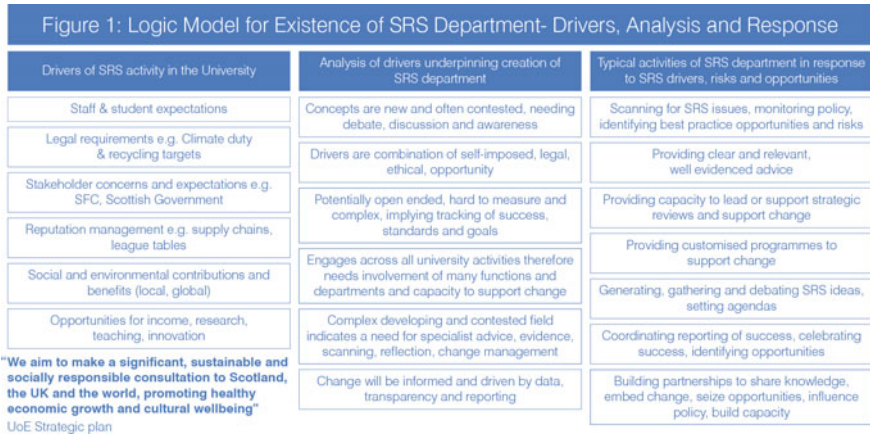 Figure 1: Logic Model for Existence of SRS Department- Drivers, Analysis and Response
Drivers of SRS activity in the University
Staff & student expectations
Legal requirements e.g. Climate duty
& recycling targets
Stakeholder concerns and expectations e.g.
SFC, Scottish Government
Reputation management e.g. supply chains,
league tables
Social and environmental contributions and
benefits (local, global)
Opportunities for income, research,
teaching, innovation
"We aim to make a significant, sustainable and
socially responsible consultation to Scotland,
the UK and the world, promoting healthy
economic growth and cultural wellbeing"
UoE Strategic plan
Analysis of drivers underpinning creation of
SRS department
Concepts are new and often contested, needing
debate, discussion and awareness
Drivers are combination of self-imposed, legal,
ethical, opportunity
Potentially open ended, hard to measure and
complex, implying tracking of success,
standards and goals
Engages across all university activities therefore
needs involvement of many functions and
departments and capacity to support change
Complex developing and contested field
indicates a need for specialist advice, evidence,
scanning, reflection, change management
Change will be informed and driven by data,
transparency and reporting
Typical activities of SRS department in response
to SRS drivers, risks and opportunities
Scanning for SRS issues, monitoring policy,
identifying best practice opportunities and risks
Providing clear and relevant,
well evidenced advice
Providing capacity to lead or support strategic
reviews and support change
Providing customised programmes to
support change
Generating, gathering and debating SRS ideas,
setting agendas
Coordinating reporting of success, celebrating
success, identifying opportunities
Building partnerships to share knowledge,
embed change, seize opportunities, influence
policy, build capacity